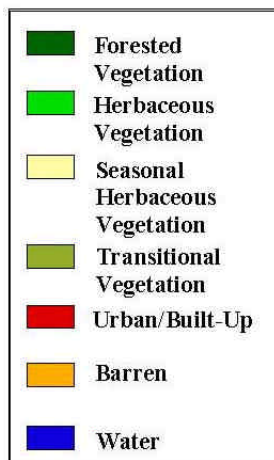 Forested
Vegetation
Herbaceous
Vegetation
Seasonal
Herbaceous
Vegetation
Transitional
Vegetation
Urban/Built-Up
Barren
Water